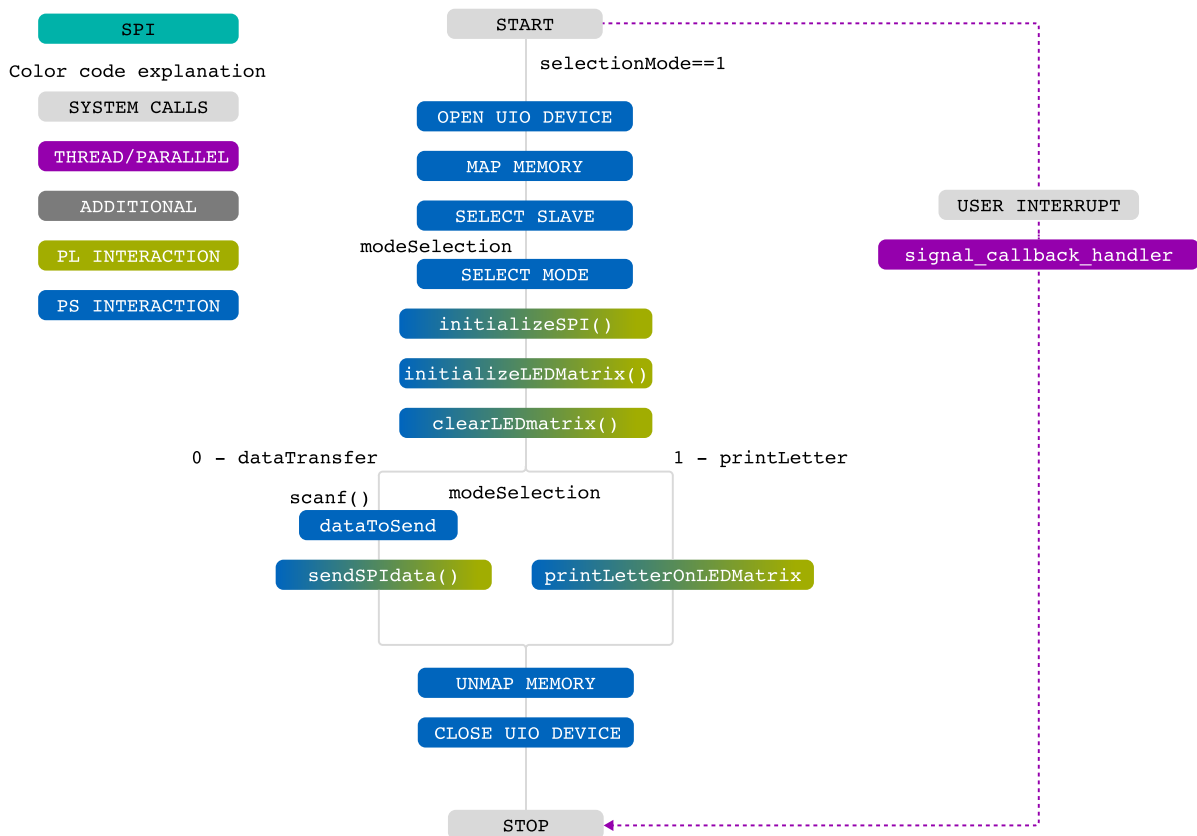 SPI
Color code explanation
SYSTEM CALLS
THREAD/PARALLEL
ADDITIONAL
PL INTERACTION
PS INTERACTION
START
selectionMode==1
OPEN UIO DEVICE
MAP MEMORY
SELECT SLAVE
modeSelection
SELECT MODE
initializeSPI()
initializeLEDMatrix()
clearLEDmatrix()
0 - dataTransfer
1 - printLetter
modeSelection
scanf()
dataToSend
sendSPIdata()
printLetterOnLEDMatrix
UNMAP MEMORY
CLOSE UIO DEVICE
STOP
USER INTERRUPT
signal_callback_handler